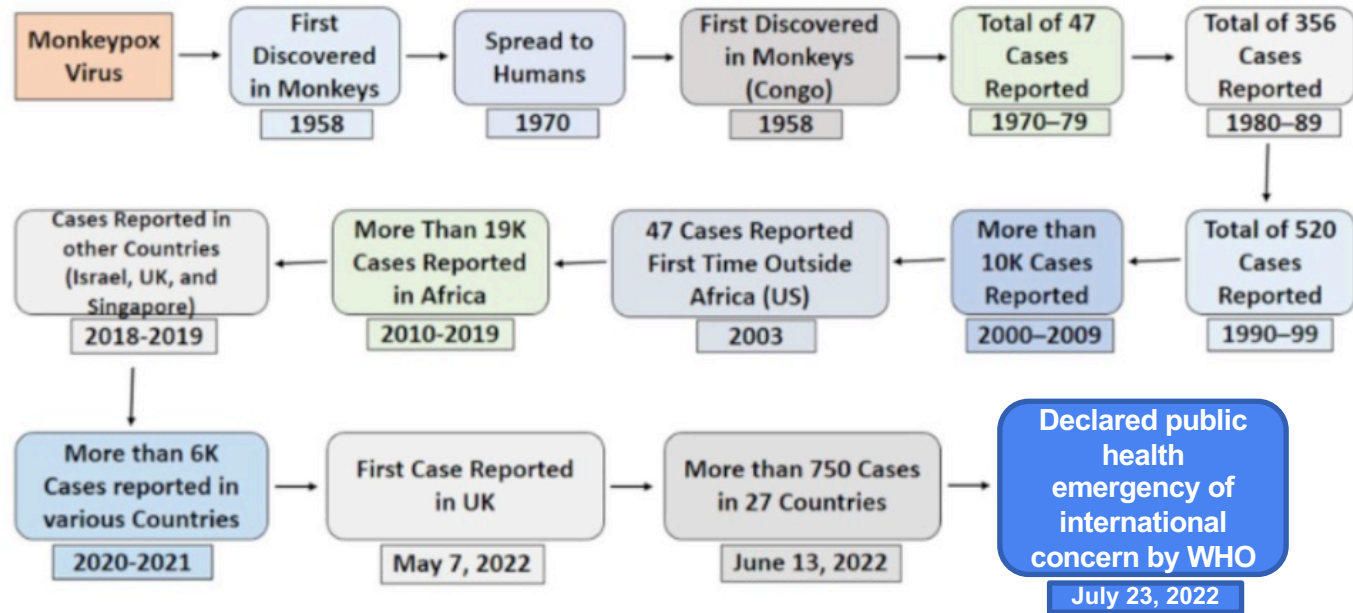 Monkeypox
Virus
First
Discovered
in Monkeys
1958
Spread to
Humans
1970
First Discovered
in Monkeys
(Congo)
1958
Total of 47
Cases
Reported
1970–79
Total of 356
Cases
Reported
1980–89
Total of 520
Cases
Reported
1990–99
More than
10K Cases
Reported
2000–2009
47 Cases Reported
First Time Outside
Africa (US)
2003
More Than 19K
Cases Reported
in Africa
2010-2019
Cases Reported in
other Countries
(Israel, UK, and
Singapore)
2018-2019
More than 6K
Cases reported in
various Countries
2020-2021
First Case Reported
in UK
May 7, 2022
More than 750 Cases
in 27 Countries
June 13, 2022
Declared public
health
emergency of
international
concern by WHO
July 23, 2022